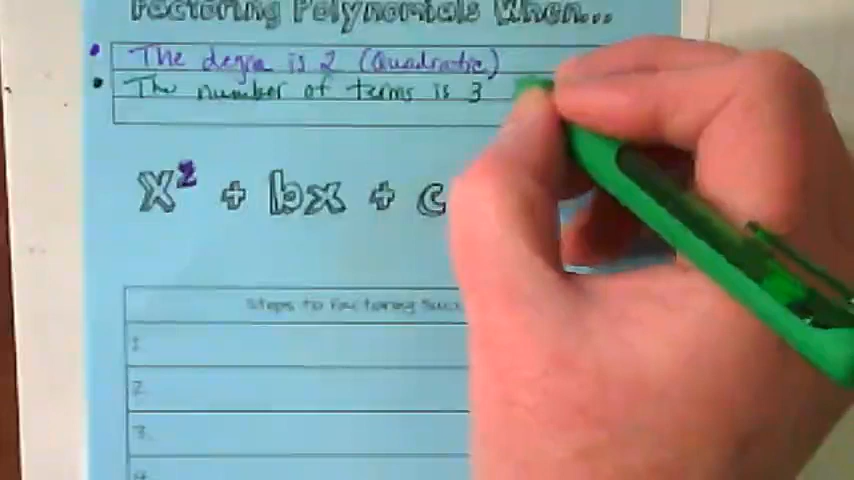 Factoring Polynomials When...
The degree is 2 (Quadratic)
The number of terms is 3
x² + bx + c
Steps to Factoring
1.
2.
3.
4.